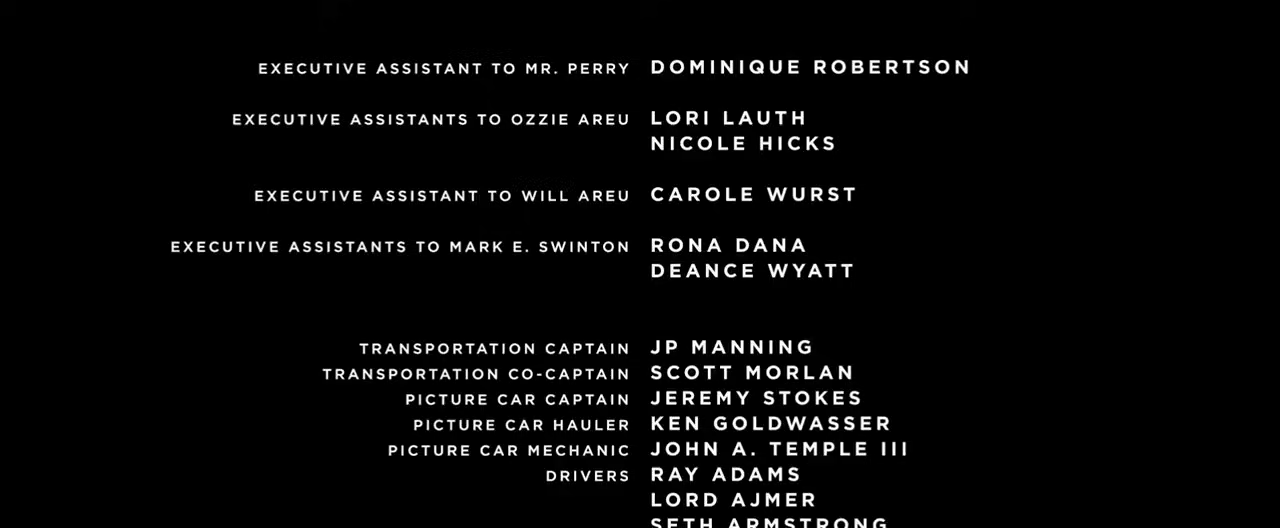 EXECUTIVE ASSISTANT TO MR. PERRY DOMINIQUE ROBERTSON
EXECUTIVE ASSISTANTS TO OZZIE AREU LORI LAUTH
NICOLE HICKS
EXECUTIVE ASSISTANT TO WILL AREU CAROLE WURST
EXECUTIVE ASSISTANTS TO MARK E. SWINTON RONA DANA
DEANCE WYATT
TRANSPORTATION CAPTAIN JP MANNING
TRANSPORTATION CO-CAPTAIN SCOTT MORLAN
PICTURE CAR CAPTAIN JEREMY STOKES
PICTURE CAR HAULER KEN GOLDWASSER
PICTURE CAR MECHANIC JOHN A. TEMPLE III
DRIVERS RAY ADAMS
LORD AJMER
SETH ARMSTRONG